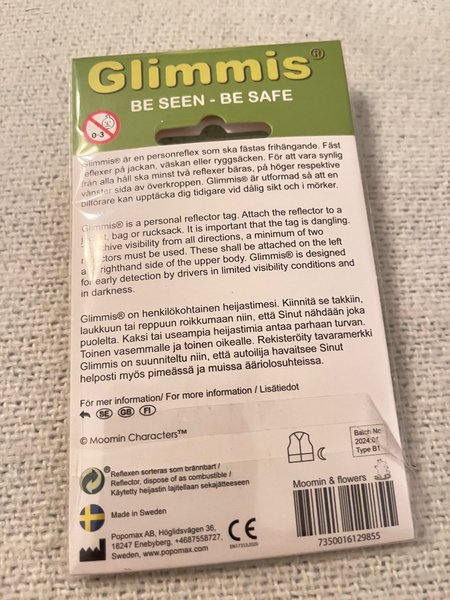 Glimmis®
BE SEEN - BE SAFE
0-3
Glimmis® är en personreflex som ska fästas frihängande. Fäst
reflexer på jackan, väskan eller ryggsäcken. För att vara synlig
från alla håll ska minst två reflexer bäras, på höger respektive
vänster sida av överkroppen. Glimmis® är utformad så att en
bilförare kan upptäcka dig tidigare vid dålig sikt och i mörker.
Glimmis® is a personal reflector tag. Attach the reflector to a
bag or rucksack. It is important that the tag is dangling.
visibility from all directions, a minimum of two
must be used. These shall be attached on the left
righthand side of the upper body. Glimmis® is designed
for early detection by drivers in limited visibility conditions and
in darkness.
Glimmis® on henkilökohtainen heijastimesi. Kiinnitä se takkiin,
laukkuun tai reppuun roikkumaan niin, että Sinut nähdään joka
puolelta. Kaksi tai useampia heijastimia antaa parhaan turvan.
Toinen vasemmalle ja toinen oikealle. Rekisteröity tavaramerkki
Glimmis on suunniteltu niin, että autoilija havaitsee Sinut
helposti myös pimeässä ja muissa ääriolosuhteissa.
För mer information/ For more information / Lisätiedot
SE GB FI
© Moomin Characters™
Batch No
Type B1
® Reflexen sorteras som brännbart /
Reflector, dispose of as combustible /
Käytetty heijastin lajitellaan sekajätteeseen
Moomin & flowers
Made in Sweden
Popomax AB, Höglidsvägen 36,
18247 Enebyberg. +4687558727.
Sweden. www.popomax.com
CE
EN17353:2020
7350016129855